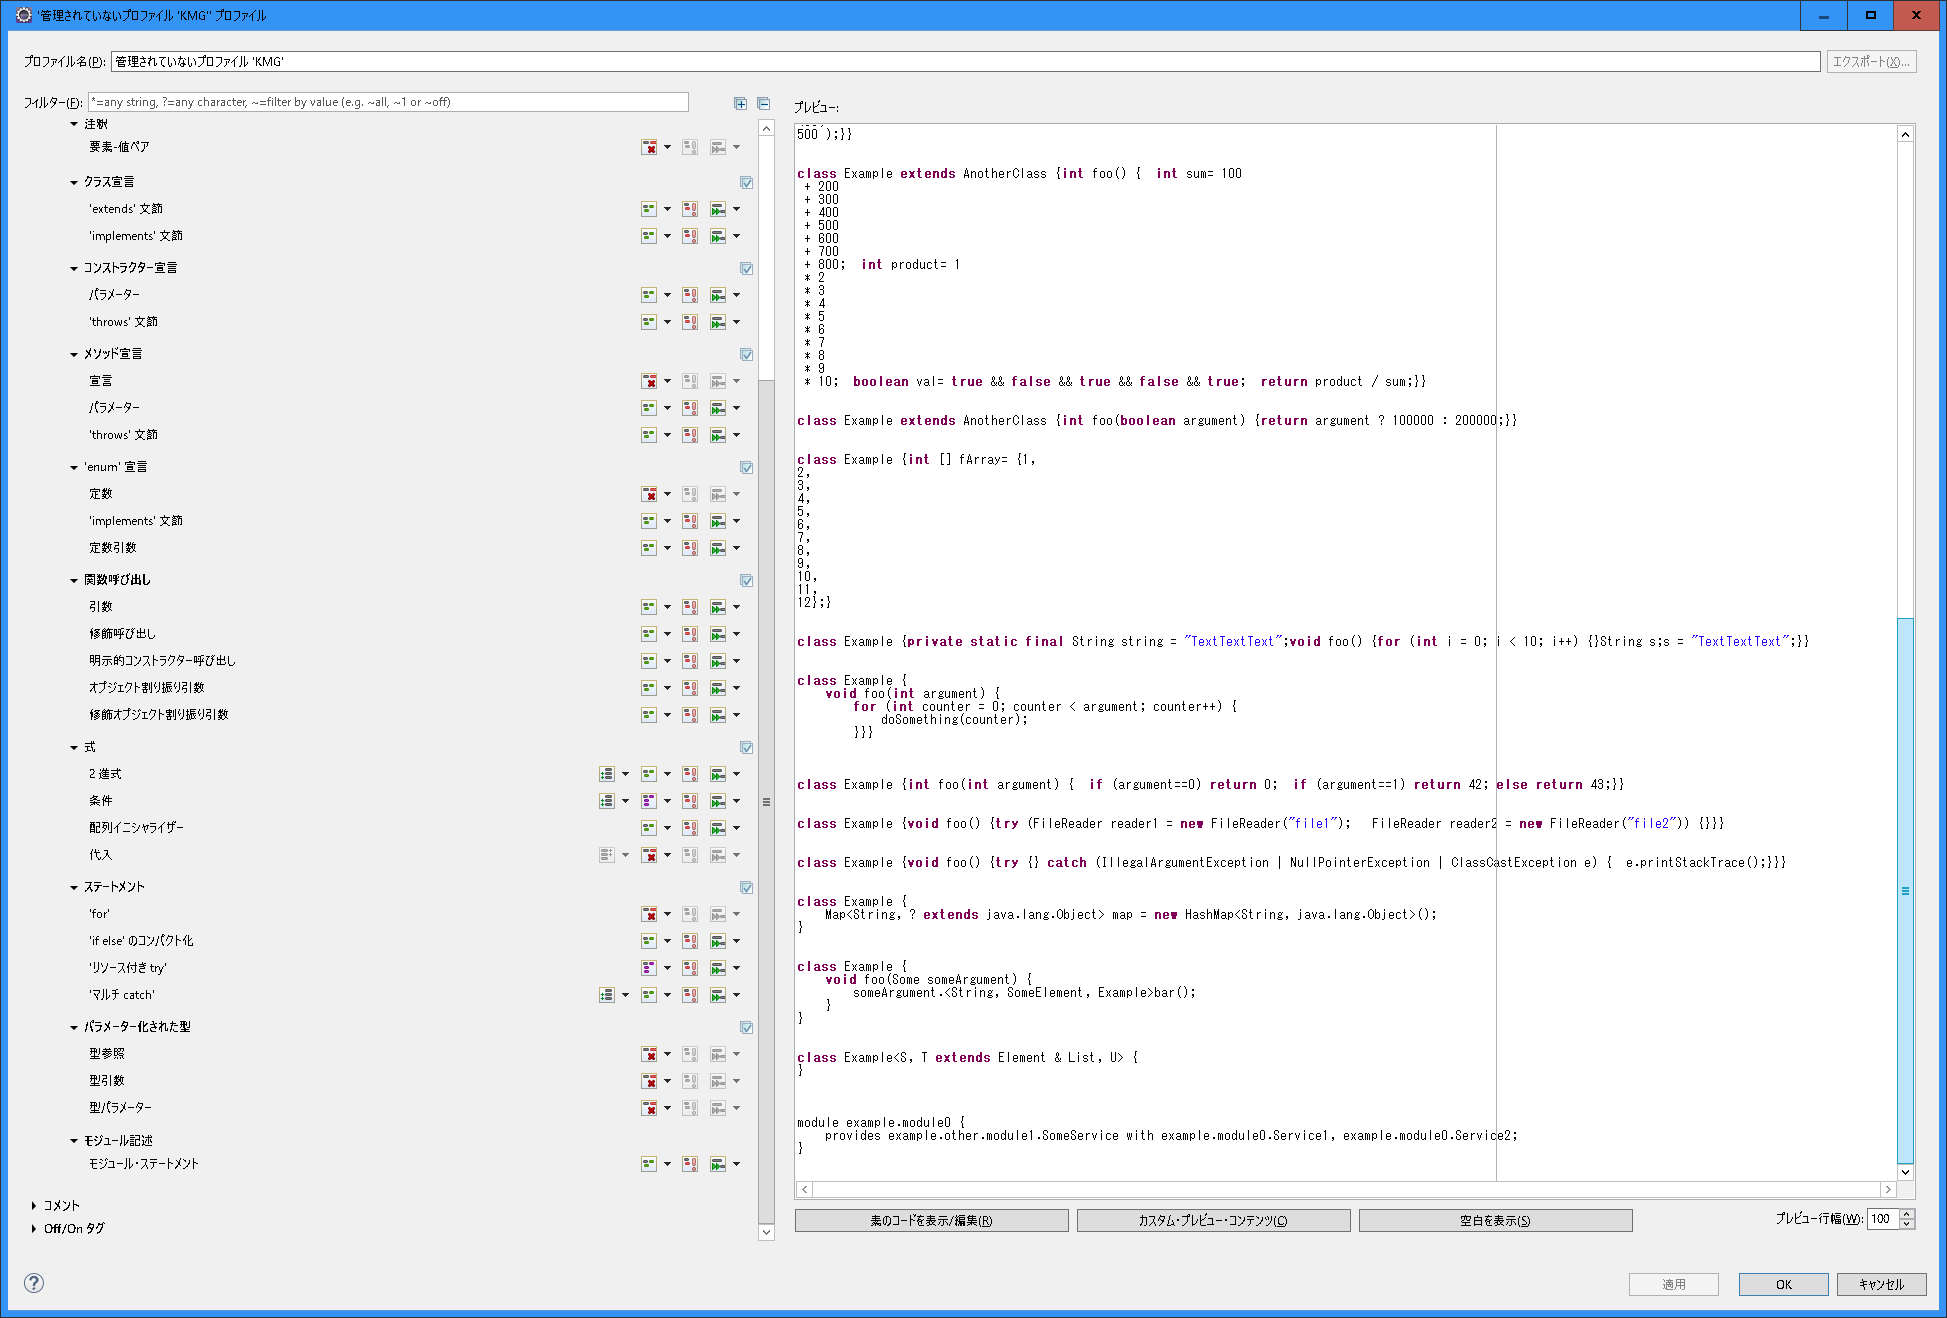 '管理されていないプロファイル 'KMG'' プロファイル
プロファイル名(P):
管理されていないプロファイル 'KMG'
エクスポート(X)...
フィルター(F):
*=any string, ?=any character, ~=filter by value (e.g. ~all, ~1 or ~off)
注釈
要素-値ペア
クラス宣言
'extends' 文節
'implements' 文節
コンストラクター宣言
パラメーター
'throws' 文節
メソッド宣言
宣言
パラメーター
'throws' 文節
'enum' 宣言
定数
'implements' 文節
定数引数
関数呼び出し
引数
修飾呼び出し
明示的コンストラクター呼び出し
オブジェクト割り振り引数
修飾オブジェクト割り振り引数
式
2 進式
条件
配列イニシャライザー
代入
ステートメント
'for'
'if else' のコンパクト化
'リソース付き try'
'マルチ catch'
パラメーター化された型
型参照
型引数
型パラメーター
モジュール記述
モジュール・ステートメント
コメント
Off/On タグ
プレビュー:
500 );}}
class Example extends AnotherClass {int foo() {  int sum= 100
+ 200
+ 300
+ 400
+ 500
+ 600
+ 700
+ 800;  int product= 1
* 2
* 3
* 4
* 5
* 6
* 7
* 8
* 9
* 10;  boolean val= true && false && true && false && true;  return product / sum;}}
class Example extends AnotherClass {int foo(boolean argument) {return argument ? 100000 : 200000;}}
class Example {int [] fArray= {1,
2,
3,
4,
5,
6,
7,
8,
9,
10,
11,
12};}
class Example {private static final String string = "TextTextText";void foo() {for (int i = 0; i < 10; i++) {}String s;s = "TextTextText";}}
class Example {
void foo(int argument) {
for (int counter = 0; counter < argument; counter++) {
doSomething(counter);
}}}
class Example {int foo(int argument) {  if (argument==0) return 0;  if (argument==1) return 42; else return 43;}}
class Example {void foo() {try (FileReader reader1 = new FileReader("file1");   FileReader reader2 = new FileReader("file2")) {}}}
class Example {void foo() {try {} catch (IllegalArgumentException | NullPointerException | ClassCastException e) {  e.printStackTrace();}}}
class Example {
Map<String, ? extends java.lang.Object> map = new HashMap<String, java.lang.Object>();
}
class Example {
void foo(Some someArgument) {
someArgument.<String, SomeElement, Example>bar();
}
}
class Example<S, T extends Element & List, U> {
}
module example.module0 {
provides example.other.module1.SomeService with example.module0.Service1, example.module0.Service2;
}
素のコードを表示/編集(R)
カスタム・プレビュー・コンテンツ(C)
空白を表示(S)
プレビュー行幅(W):
100
適用
OK
キャンセル